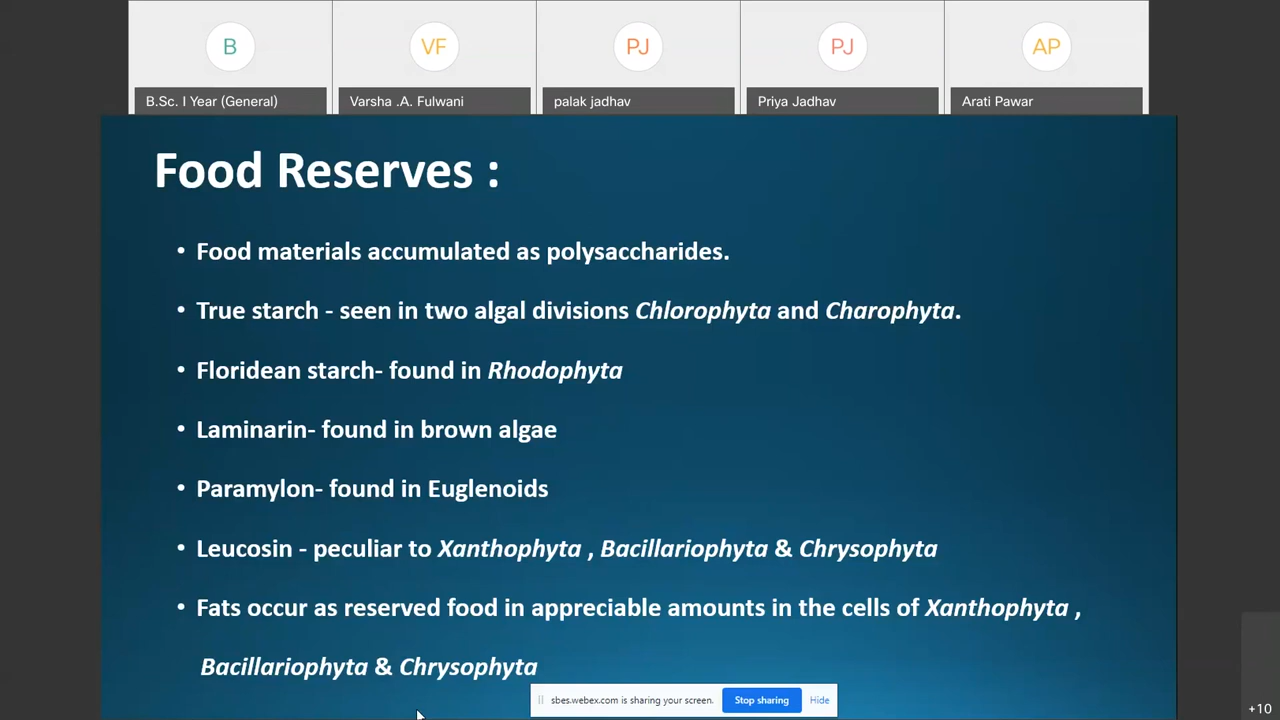 B
VF
PJ
PJ
AP
B.Sc. I Year (General)
Varsha .A. Fulwani
palak jadhav
Priya Jadhav
Arati Pawar
Food Reserves :
• Food materials accumulated as polysaccharides.
• True starch - seen in two algal divisions Chlorophyta and Charophyta.
• Floridean starch- found in Rhodophyta
• Laminarin- found in brown algae
• Paramylon- found in Euglenoids
• Leucosin - peculiar to Xanthophyta , Bacillariophyta & Chrysophyta
• Fats occur as reserved food in appreciable amounts in the cells of Xanthophyta ,
Bacillariophyta & Chrysophyta
sbes.webex.com is sharing your screen.
Stop sharing
Hide
+10